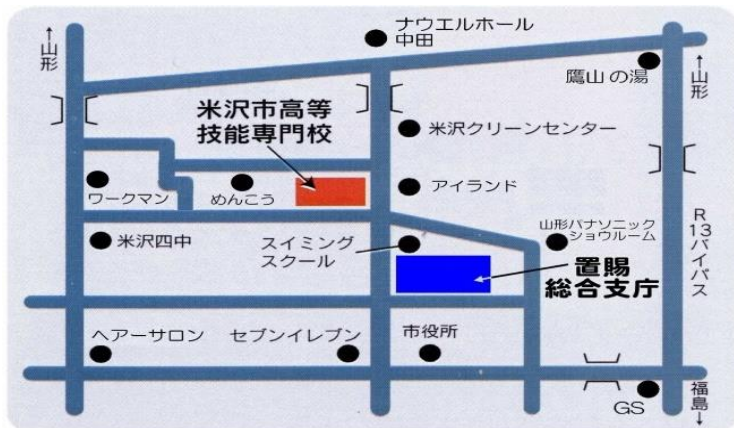 ナウエルホール
中田
↑山形
鷹山の湯
↑山形
米沢市高等
技能専門校
米沢クリーンセンター
ワークマン
めんこう
アイランド
山形パナソニック
ショウルーム
R13バイパス
米沢四中
スイミング
スクール
置賜
総合支庁
ヘアーサロン
セブンイレブン
市役所
GS
福島↓